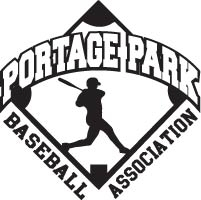 PORTAGE PARK
BASEBALL
ASSOCIATION